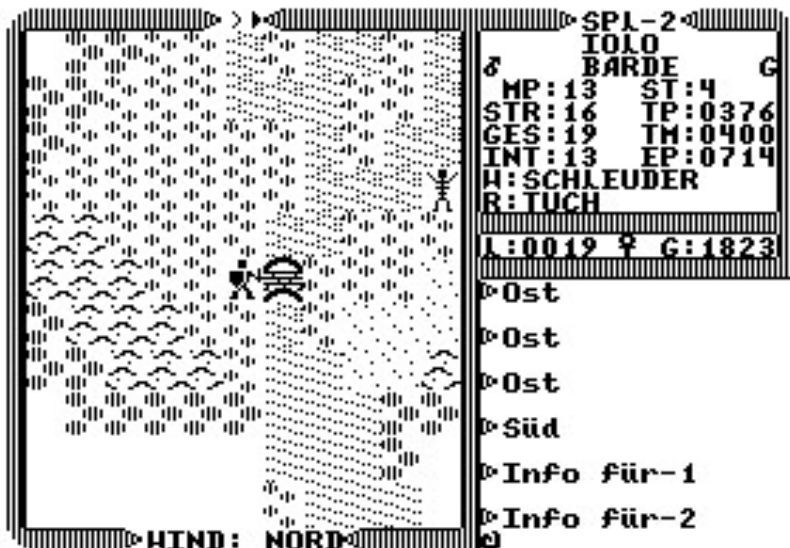 SPL-2
IOLO
BARDE G
MP:13 ST:4
STR:16 TP:0376
GES:19 TM:0400
INT:13 EP:0714
W:SCHLEUDER
R:TUCH
L:0019 ♀ G:1823
Ost
Ost
Ost
Süd
Info für-1
Info für-2
WIND: NORD